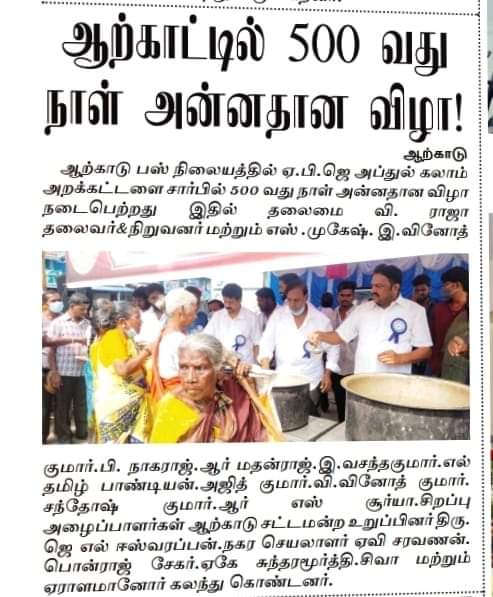 ஆற்காட்டில் 500 வது
நாள் அன்னதான விழா!
ஆற்காடு
ஆற்காடு பஸ் நிலையத்தில் ஏ.பி.ஜெ அப்துல் கலாம்
அறக்கட்டளை சார்பில் 500 வது நாள் அன்னதான விழா
நடைபெற்றது இதில் தலைமை வி. ராஜா
தலைவர்&நிறுவனர் மற்றும் எஸ் .முகேஷ். இ.வினோத்
குமார்.பி. நாகராஜ்.ஆர் மதன்ராஜ்.இ.வசந்தகுமார்.எல்
தமிழ் பாண்டியன்.அஜித் குமார்.வி.வினோத் குமார்.
சந்தோஷ் குமார்.ஆர் எஸ் சூர்யா.சிறப்பு
அழைப்பாளர்கள் ஆற்காடு சட்டமன்ற உறுப்பினர் திரு.
ஜெ எல் ஈஸ்வரப்பன்.நகர செயலாளர் ஏவி சரவணன்.
பொன்ராஜ் சேகர்.ஏகே சுந்தரமூர்த்தி.சிவா மற்றும்
ஏராளமானோர் கலந்து கொண்டனர்.